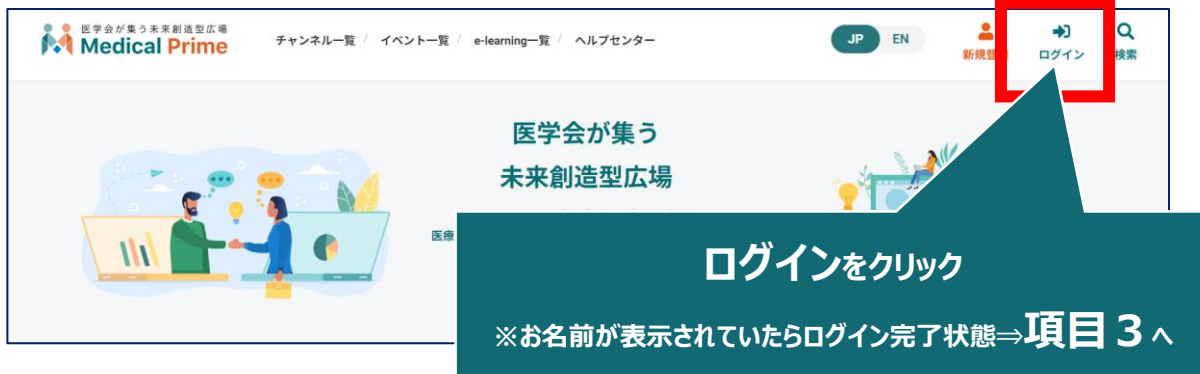 医学会が集う未来創造型広場
Medical Prime
チャンネル一覧 / イベント一覧 / e-learning一覧 / ヘルプセンター
JP EN
新規登
ログイン
検索
医学会が集う
未来創造型広場
医療
ログインをクリック
※お名前が表示されていたらログイン完了状態⇒項目３へ